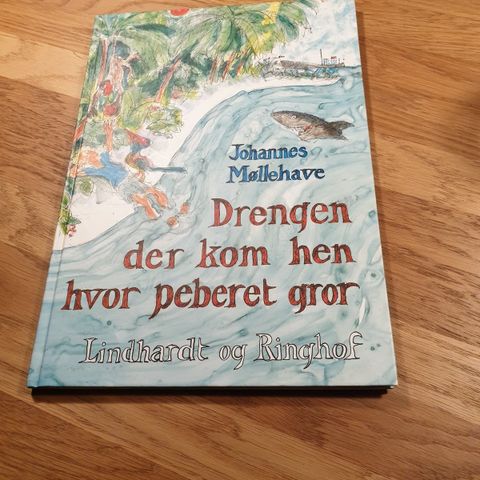 Johannes
Møllehave
Drengen
der kom hen
hvor peberet gror
Lindhardt og Ringhof